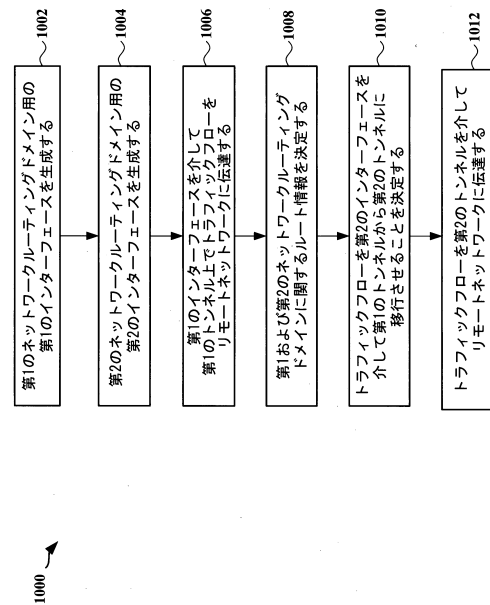 1000
第1のネットワークルーティングドメイン用の
第1のインターフェースを生成する
1002
第2のネットワークルーティングドメイン用の
第2のインターフェースを生成する
1004
第1のインターフェースを介して
第1のトンネル上でトラフィックフローを
リモートネットワークに伝達する
1006
第1および第2のネットワークルーティング
ドメインに関するルート情報を決定する
1008
トラフィックフローを第2のインターフェースを
介して第1のトンネルから第2のトンネルに
移行させることを決定する
1010
トラフィックフローを第2のトンネルを介して
リモートネットワークに伝達する
1012